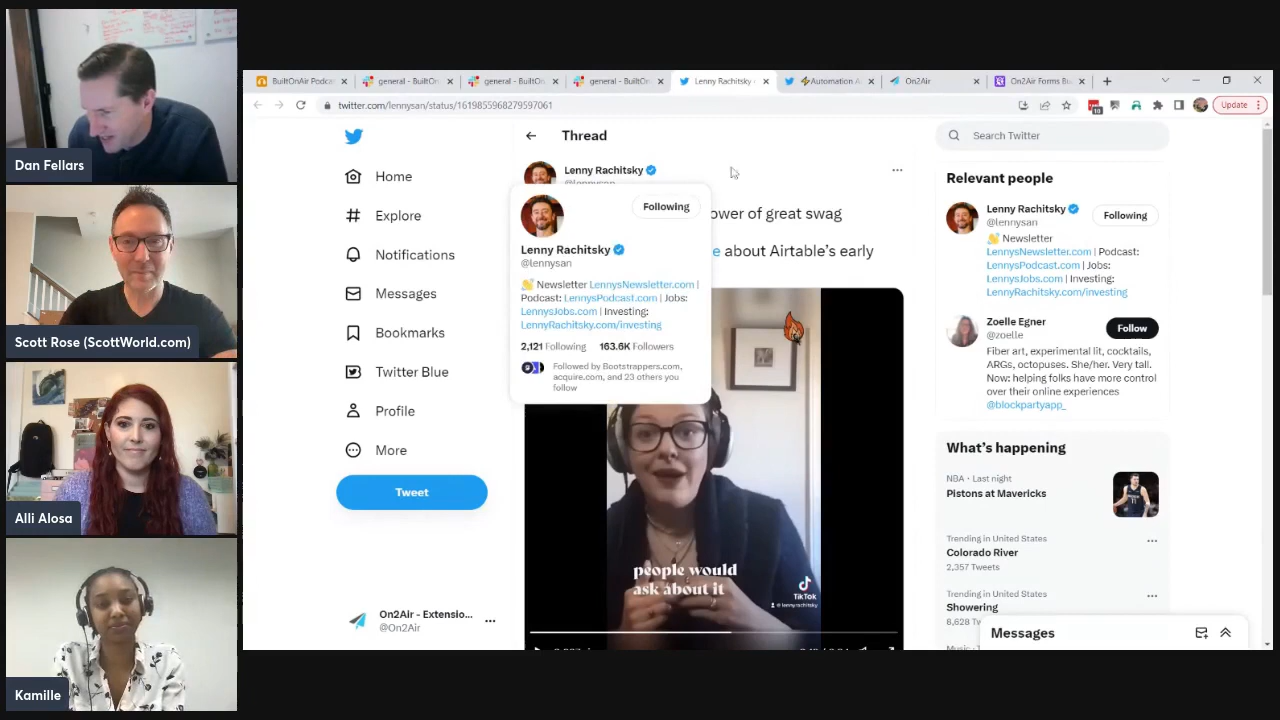 Dan Fellars
Scott Rose (ScottWorld.com)
Alli Alosa
Kamille
BuiltOnAir Podca
general - BuiltOn
general - BuiltOn
general - BuiltOn
Lenny Rachitsky
Automation A
On2Air
On2Air Forms Bu
twitter.com/lennysan/status/1619855968279597061
10
Update
Home
Explore
Notifications
Messages
Bookmarks
Twitter Blue
Profile
More
Tweet
On2Air - Extensio...
@On2Air
Thread
Lenny Rachitsky
@lennysan
ower of great swag
e about Airtable's early
Following
Lenny Rachitsky
@lennysan
Newsletter LennysNewsletter.com |
Podcast: LennysPodcast.com | Jobs:
LennysJobs.com | Investing:
LennyRachitsky.com/investing
2,121 Following 163.6K Followers
Followed by Bootstrappers.com,
acquire.com, and 23 others you
follow
people would
ask about it
TikTok
@lennyrachitsky
Search Twitter
Relevant people
Lenny Rachitsky
@lennysan
Following
Newsletter
LennysNewsletter.com | Podcast:
LennysPodcast.com | Jobs:
LennysJobs.com | Investing:
LennyRachitsky.com/investing
Zoelle Egner
@zoelle
Follow
Fiber art, experimental lit, cocktails,
ARGs, octopuses. She/her. Very tall.
Now: helping folks have more control
over their online experiences
@blockpartyapp_
What's happening
NBA · Last night
Pistons at Mavericks
Trending in United States
Colorado River
2,357 Tweets
Trending in United States
Showering
8,628 Tw
Messages